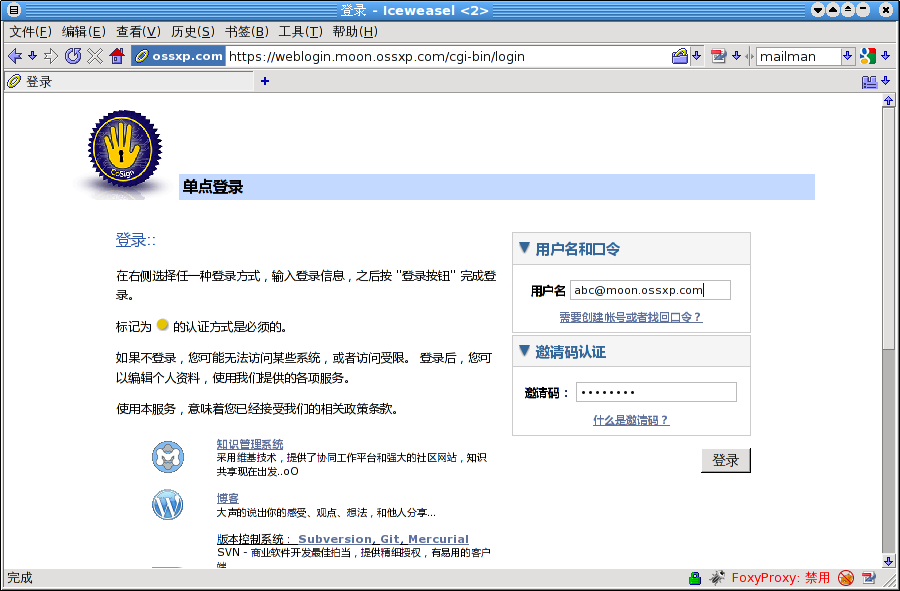 登录 - Iceweasel <2>
文件(F) 编辑(E) 查看(V) 历史(S) 书签(B) 工具(T) 帮助(H)
ossxp.com https://weblogin.moon.ossxp.com/cgi-bin/login mailman
登录
CoSign
单点登录
登录::
在右侧选择任一种登录方式，输入登录信息，之后按 "登录按钮" 完成登
录。
标记为 的认证方式是必须的。
如果不登录，您可能无法访问某些系统，或者访问受限。 登录后，您可
以编辑个人资料，使用我们提供的各项服务。
使用本服务，意味着您已经接受我们的相关政策条款。
知识管理系统
采用维基技术，提供了协同工作平台和强大的社区网站，知识
共享现在出发..oO
博客
大声的说出你的感受、观点、想法，和他人分享...
版本控制系统： Subversion, Git, Mercurial
SVN - 商业软件开发最佳拍当，提供精细授权，有易用的客户
端
用户名和口令
用户名 abc@moon.ossxp.com
需要创建帐号或者找回口令？
邀请码认证
邀请码： ••••••••
什么是邀请码？
登录
完成 FoxyProxy: 禁用